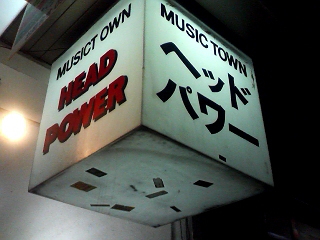 MUSICT OWN
HEAD
POWER
MUSIC TOWN
ヘッド
パワー